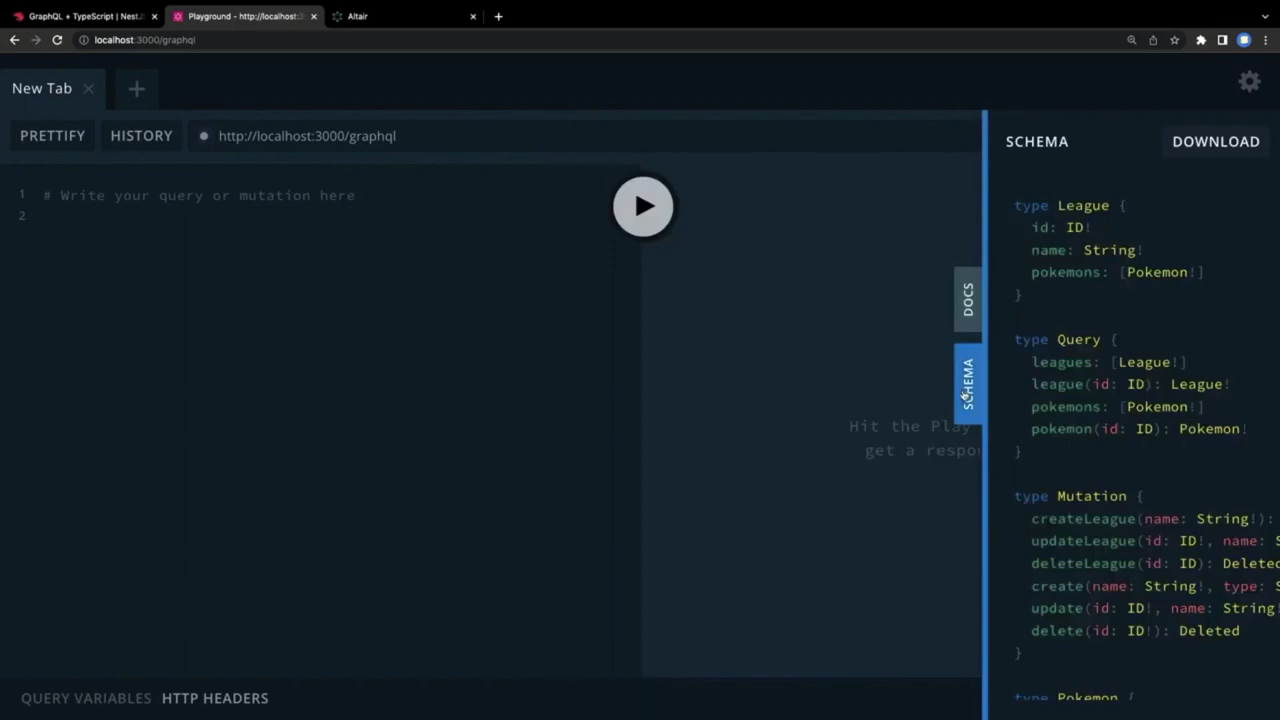 GraphQL + TypeScript | Nest
Playground - http://localhost:3
Altair
localhost:3000/graphql
New Tab
PRETTIFY
HISTORY
http://localhost:3000/graphql
1 # Write your query or mutation here
2
Hit the Play
get a respon
DOCS
SCHEMA
SCHEMA
DOWNLOAD
type League {
id: ID!
name: String!
pokemons: [Pokemon!]
}
type Query {
leagues: [League!]
league(id: ID): League!
pokemons: [Pokemon!]
pokemon(id: ID): Pokemon!
}
type Mutation {
createLeague(name: String!):
updateLeague(id: ID!, name: S
deleteLeague(id: ID): Deleted
create(name: String!, type: S
update(id: ID!, name: String!
delete(id: ID!): Deleted
}
type Pokemon {
QUERY VARIABLES
HTTP HEADERS